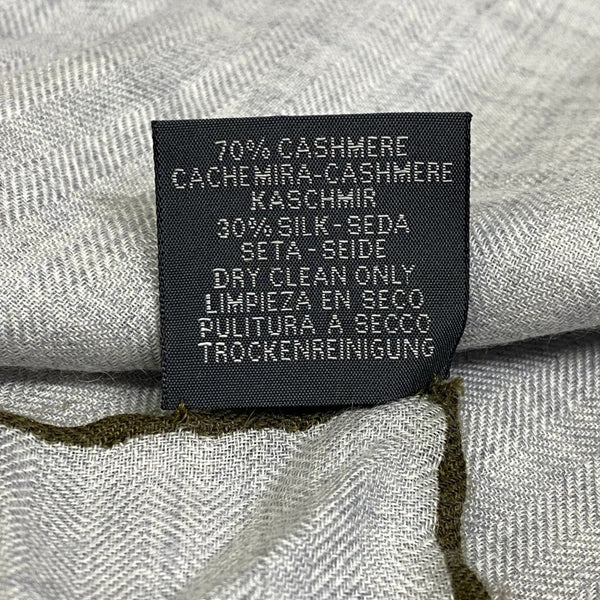 70% CASHMERE
CACHEMIRA-CASHMERE
KASCHMIR
30% SILK-SEDA
SETA-SEIDE
DRY CLEAN ONLY
LIMPIEZA EN SECO
PULITURA A SECCO
TROCKENREINIGUNG